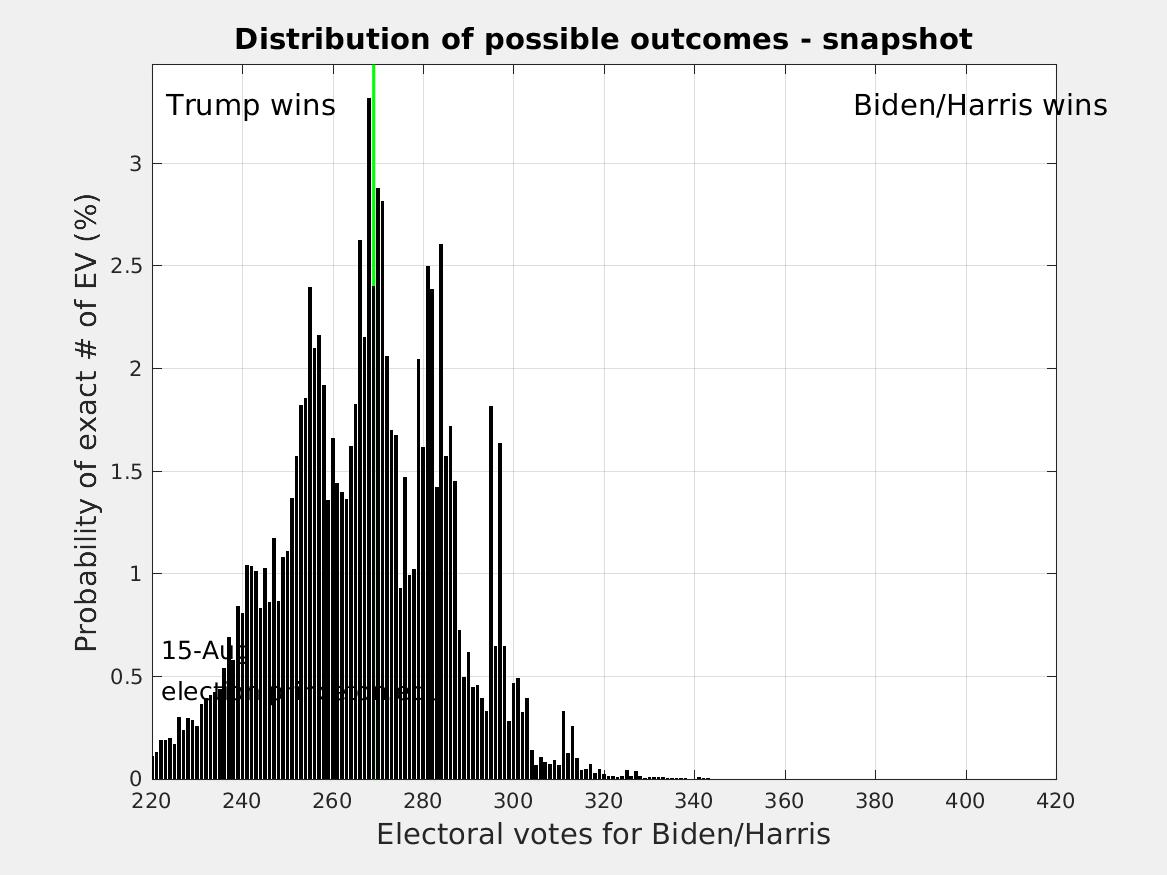 Distribution of possible outcomes - snapshot
Trump wins
Biden/Harris wins
Probability of exact # of EV (%)
3
2.5
2
1.5
1
0.5
0
15-Aug
220 240 260 280 300 320 340 360 380 400 420
Electoral votes for Biden/Harris